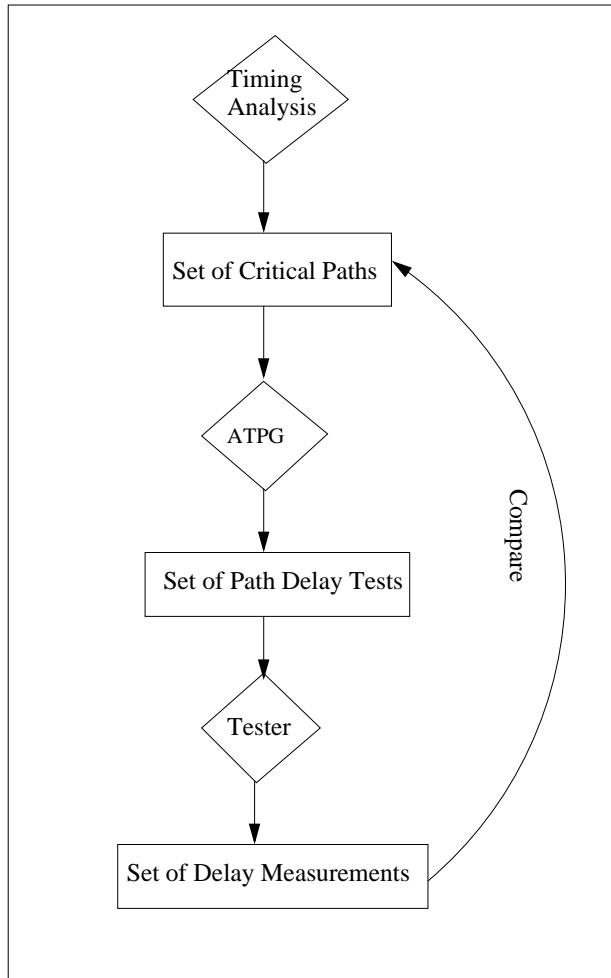 Timing
Analysis
Set of Critical Paths
ATPG
Compare
Set of Path Delay Tests
Tester
Set of Delay Measurements